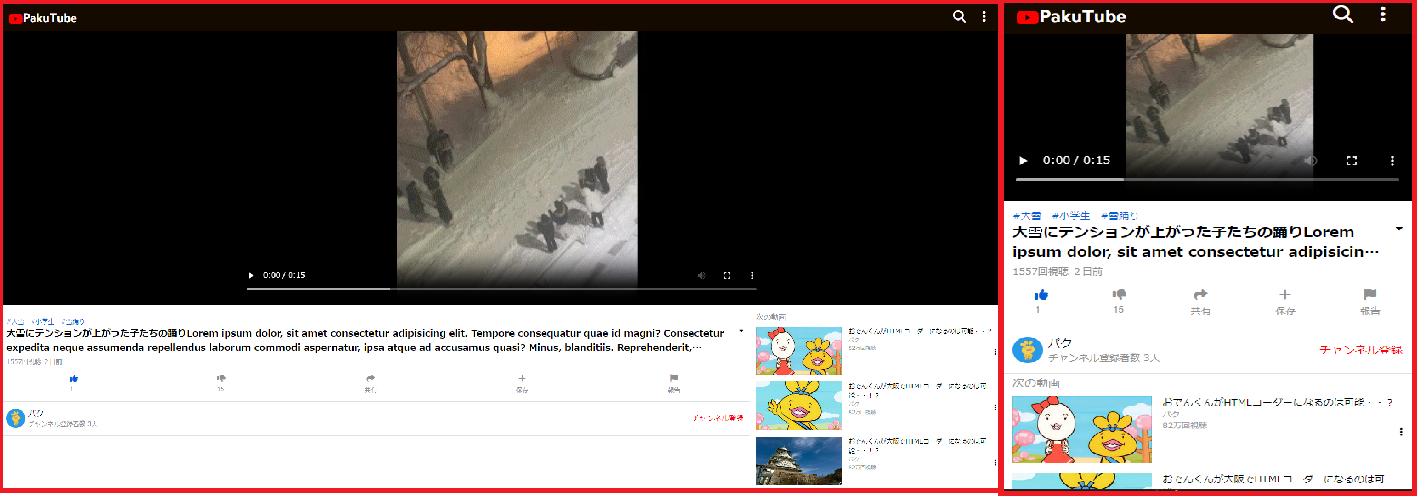 PakuTube
0:00 / 0:15
#大雪 #小学生 #雪踊り
大雪にテンションが上がった子たちの踊りLorem ipsum dolor, sit amet consectetur adipisicing elit. Tempore consequatur quae id magni? Consectetur
expedita neque assumenda repellendus laborum commodi aspernatur, ipsa atque ad accusamus quasi? Minus, blanditiis. Reprehenderit,…
1557回視聴 2日前
1 15 共有 保存 報告
パク
チャンネル登録者数 3人
チャンネル登録
次の動画
おでんくんがHTMLコーダーになるのは可能・・？
パク
82万回視聴
おでんくんが大阪でHTMLコーダーになるのは可
能・・！？
パク
82万回視聴
おでんくんが大阪でHTMLコーダーになるのは可
能・・！？
パク
82万回視聴
PakuTube
0:00 / 0:15
#大雪 #小学生 #雪踊り
大雪にテンションが上がった子たちの踊りLorem
ipsum dolor, sit amet consectetur adipisicin…
1557回視聴 2日前
1 15 共有 保存 報告
パク
チャンネル登録者数 3人
チャンネル登録
次の動画
おでんくんがHTMLコーダーになるのは可能・・？
パク
82万回視聴
おでんくんが大阪でHTMLコーダーになるのは可